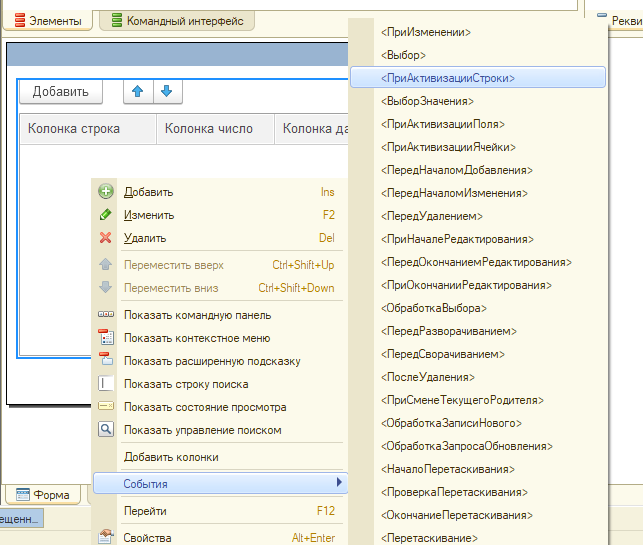 Элементы
Командный интерфейс
Рекви
Добавить
Колонка строка
Колонка число
Колонка да
Добавить Ins
Изменить F2
Удалить Del
Переместить вверх Ctrl+Shift+Up
Переместить вниз Ctrl+Shift+Down
Показать командную панель
Показать контекстное меню
Показать расширенную подсказку
Показать строку поиска
Показать состояние просмотра
Показать управление поиском
Добавить колонки
События
Перейти F12
Свойства Alt+Enter
<ПриИзменении>
<Выбор>
<ПриАктивизацииСтроки>
<ВыборЗначения>
<ПриАктивизацииПоля>
<ПриАктивизацииЯчейки>
<ПередНачаломДобавления>
<ПередНачаломИзменения>
<ПередУдалением>
<ПриНачалеРедактирования>
<ПередОкончаниемРедактирования>
<ПриОкончанииРедактирования>
<ОбработкаВыбора>
<ПередРазворачиванием>
<ПередСворачиванием>
<ПослеУдаления>
<ПриСменеТекущегоРодителя>
<ОбработкаЗаписиНового>
<ОбработкаЗапросаОбновления>
<НачалоПеретаскивания>
<ПроверкаПеретаскивания>
<ОкончаниеПеретаскивания>
<Перетаскивание>
Форма
ещенн...